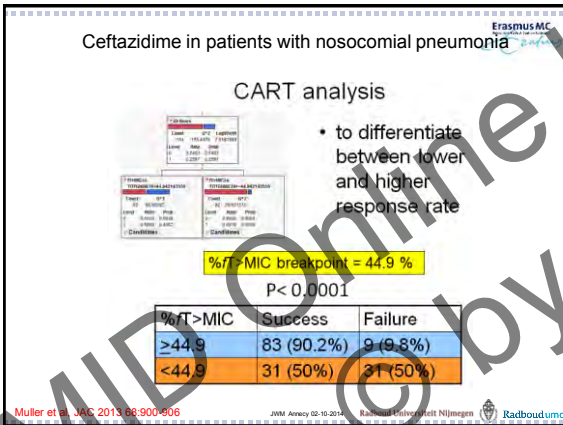 Erasmus MC
Ceftazidime in patients with nosocomial pneumonia
CART analysis
• to differentiate
between lower
and higher
response rate
%fT>MIC breakpoint = 44.9 %
P< 0.0001
%fT>MIC Success Failure
≥44.9 83 (90.2%) 9 (9.8%)
<44.9 31 (50%) 31 (50%)
Muller et al, JAC 2013 68:900-906 JWM Annecy 02-10-2014 Radboud Universiteit Nijmegen Radboudumc
Online
© by